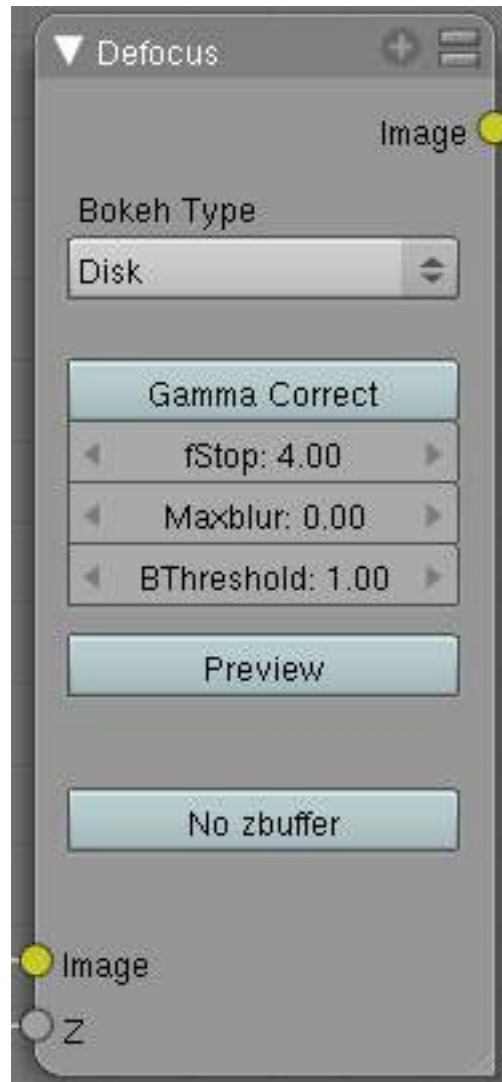 Defocus
Image
Bokeh Type
Disk
Gamma Correct
fStop: 4.00
Maxblur: 0.00
BThreshold: 1.00
Preview
No zbuffer
Image
Z